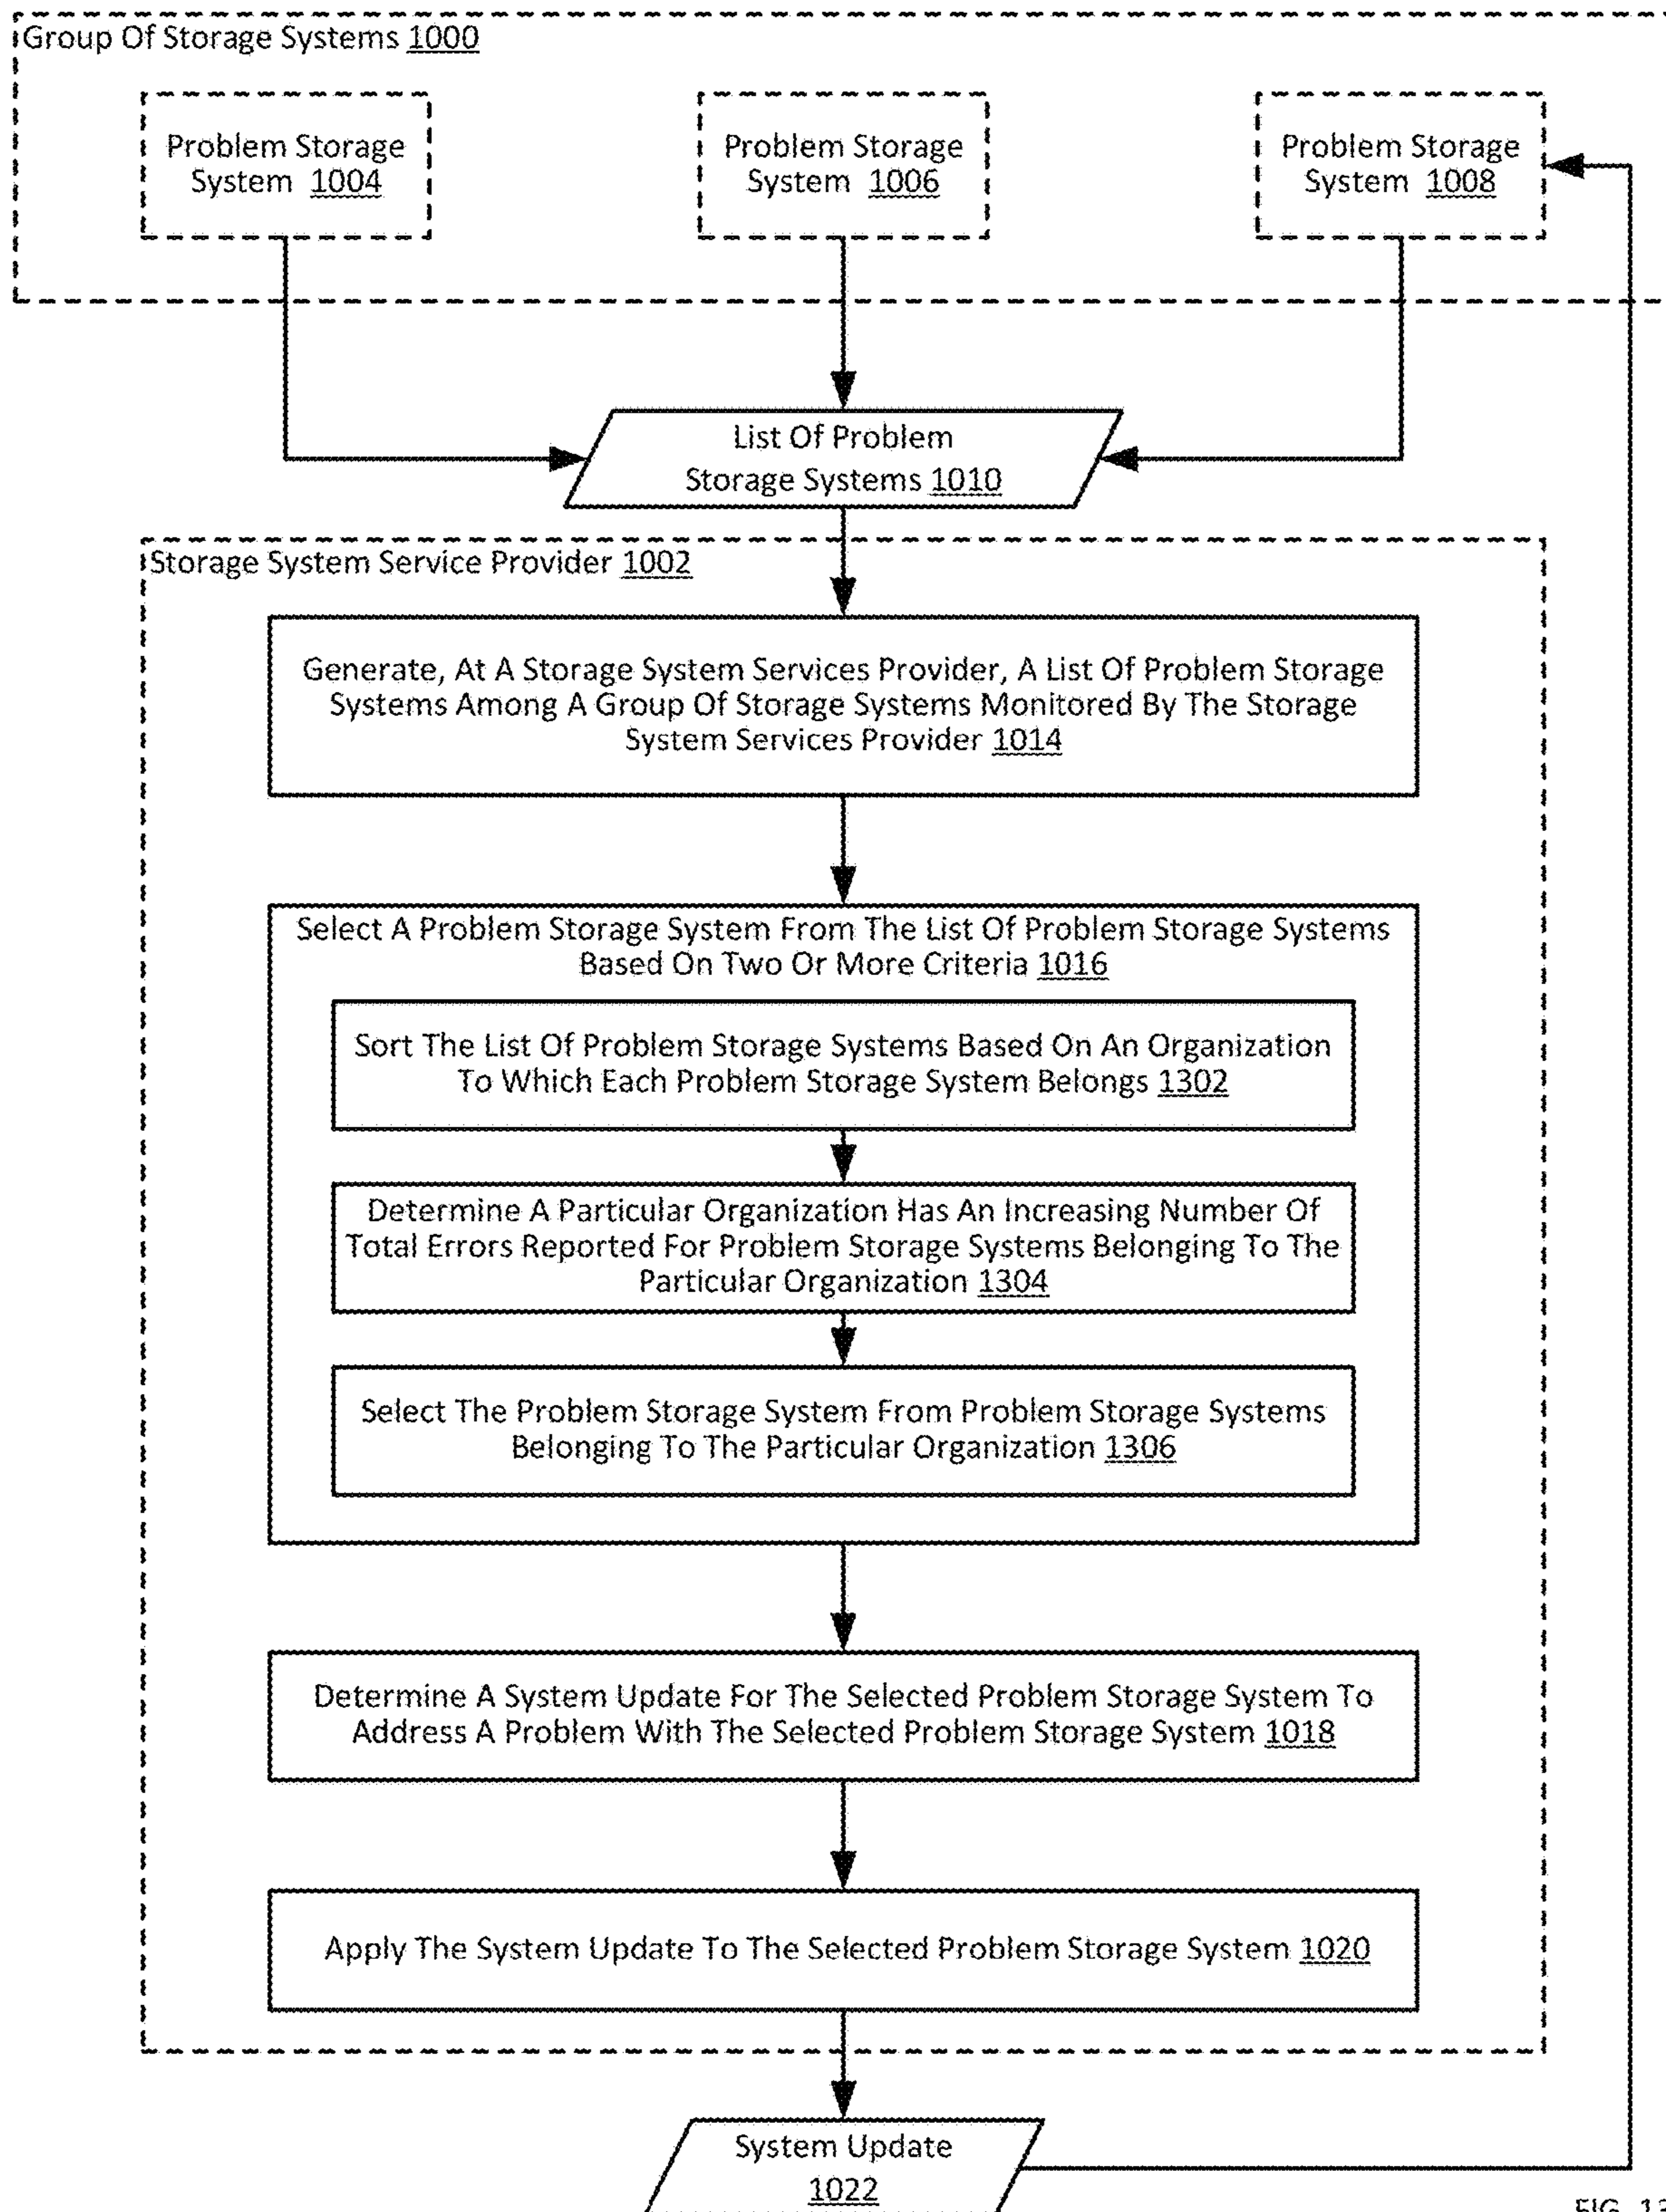 Group Of Storage Systems 1000
Problem Storage
System 1004
Problem Storage
System 1006
Problem Storage
System 1008
List Of Problem
Storage Systems 1010
Storage System Service Provider 1002
Generate, At A Storage System Services Provider, A List Of Problem Storage
Systems Among A Group Of Storage Systems Monitored By The Storage
System Services Provider 1014
Select A Problem Storage System From The List Of Problem Storage Systems
Based On Two Or More Criteria 1016
Sort The List Of Problem Storage Systems Based On An Organization
To Which Each Problem Storage System Belongs 1302
Determine A Particular Organization Has An Increasing Number Of
Total Errors Reported For Problem Storage Systems Belonging To The
Particular Organization 1304
Select The Problem Storage System From Problem Storage Systems
Belonging To The Particular Organization 1306
Determine A System Update For The Selected Problem Storage System To
Address A Problem With The Selected Problem Storage System 1018
Apply The System Update To The Selected Problem Storage System 1020
System Update
1022
FIG.